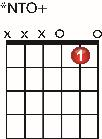 *NTO+
x x x o o
1